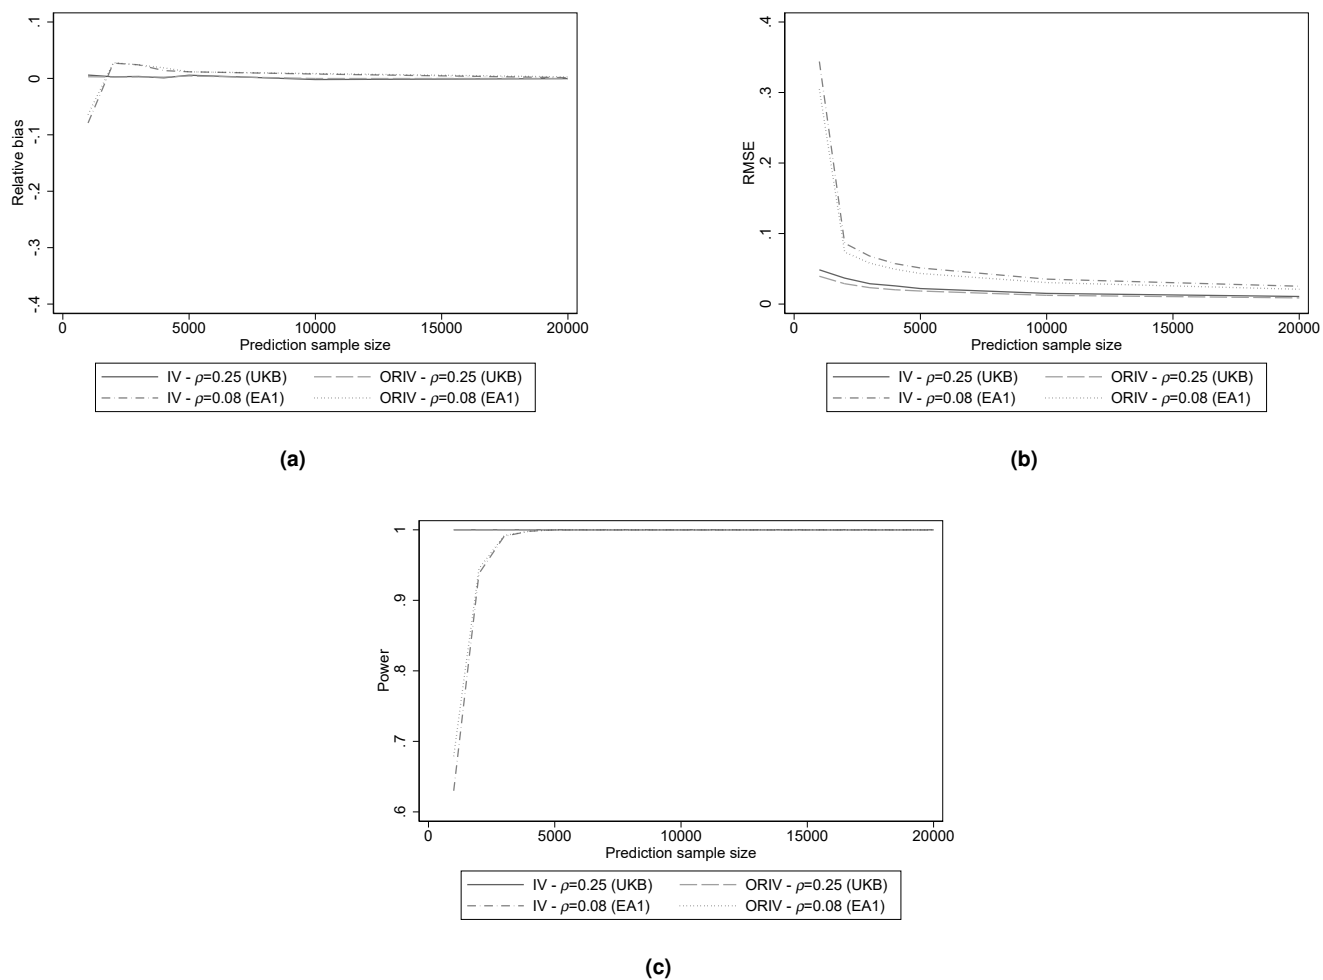 .1
0
-.1
-.2
-.3
-.4
Relative bias
0 5000 10000 15000 20000
Prediction sample size
IV - ρ=0.25 (UKB) ORIV - ρ=0.25 (UKB)
IV - ρ=0.08 (EA1) ORIV - ρ=0.08 (EA1)
(a)
.4
.3
.2
.1
0
RMSE
0 5000 10000 15000 20000
Prediction sample size
IV - ρ=0.25 (UKB) ORIV - ρ=0.25 (UKB)
IV - ρ=0.08 (EA1) ORIV - ρ=0.08 (EA1)
(b)
1
.9
.8
.7
.6
Power
0 5000 10000 15000 20000
Prediction sample size
IV - ρ=0.25 (UKB) ORIV - ρ=0.25 (UKB)
IV - ρ=0.08 (EA1) ORIV - ρ=0.08 (EA1)
(c)